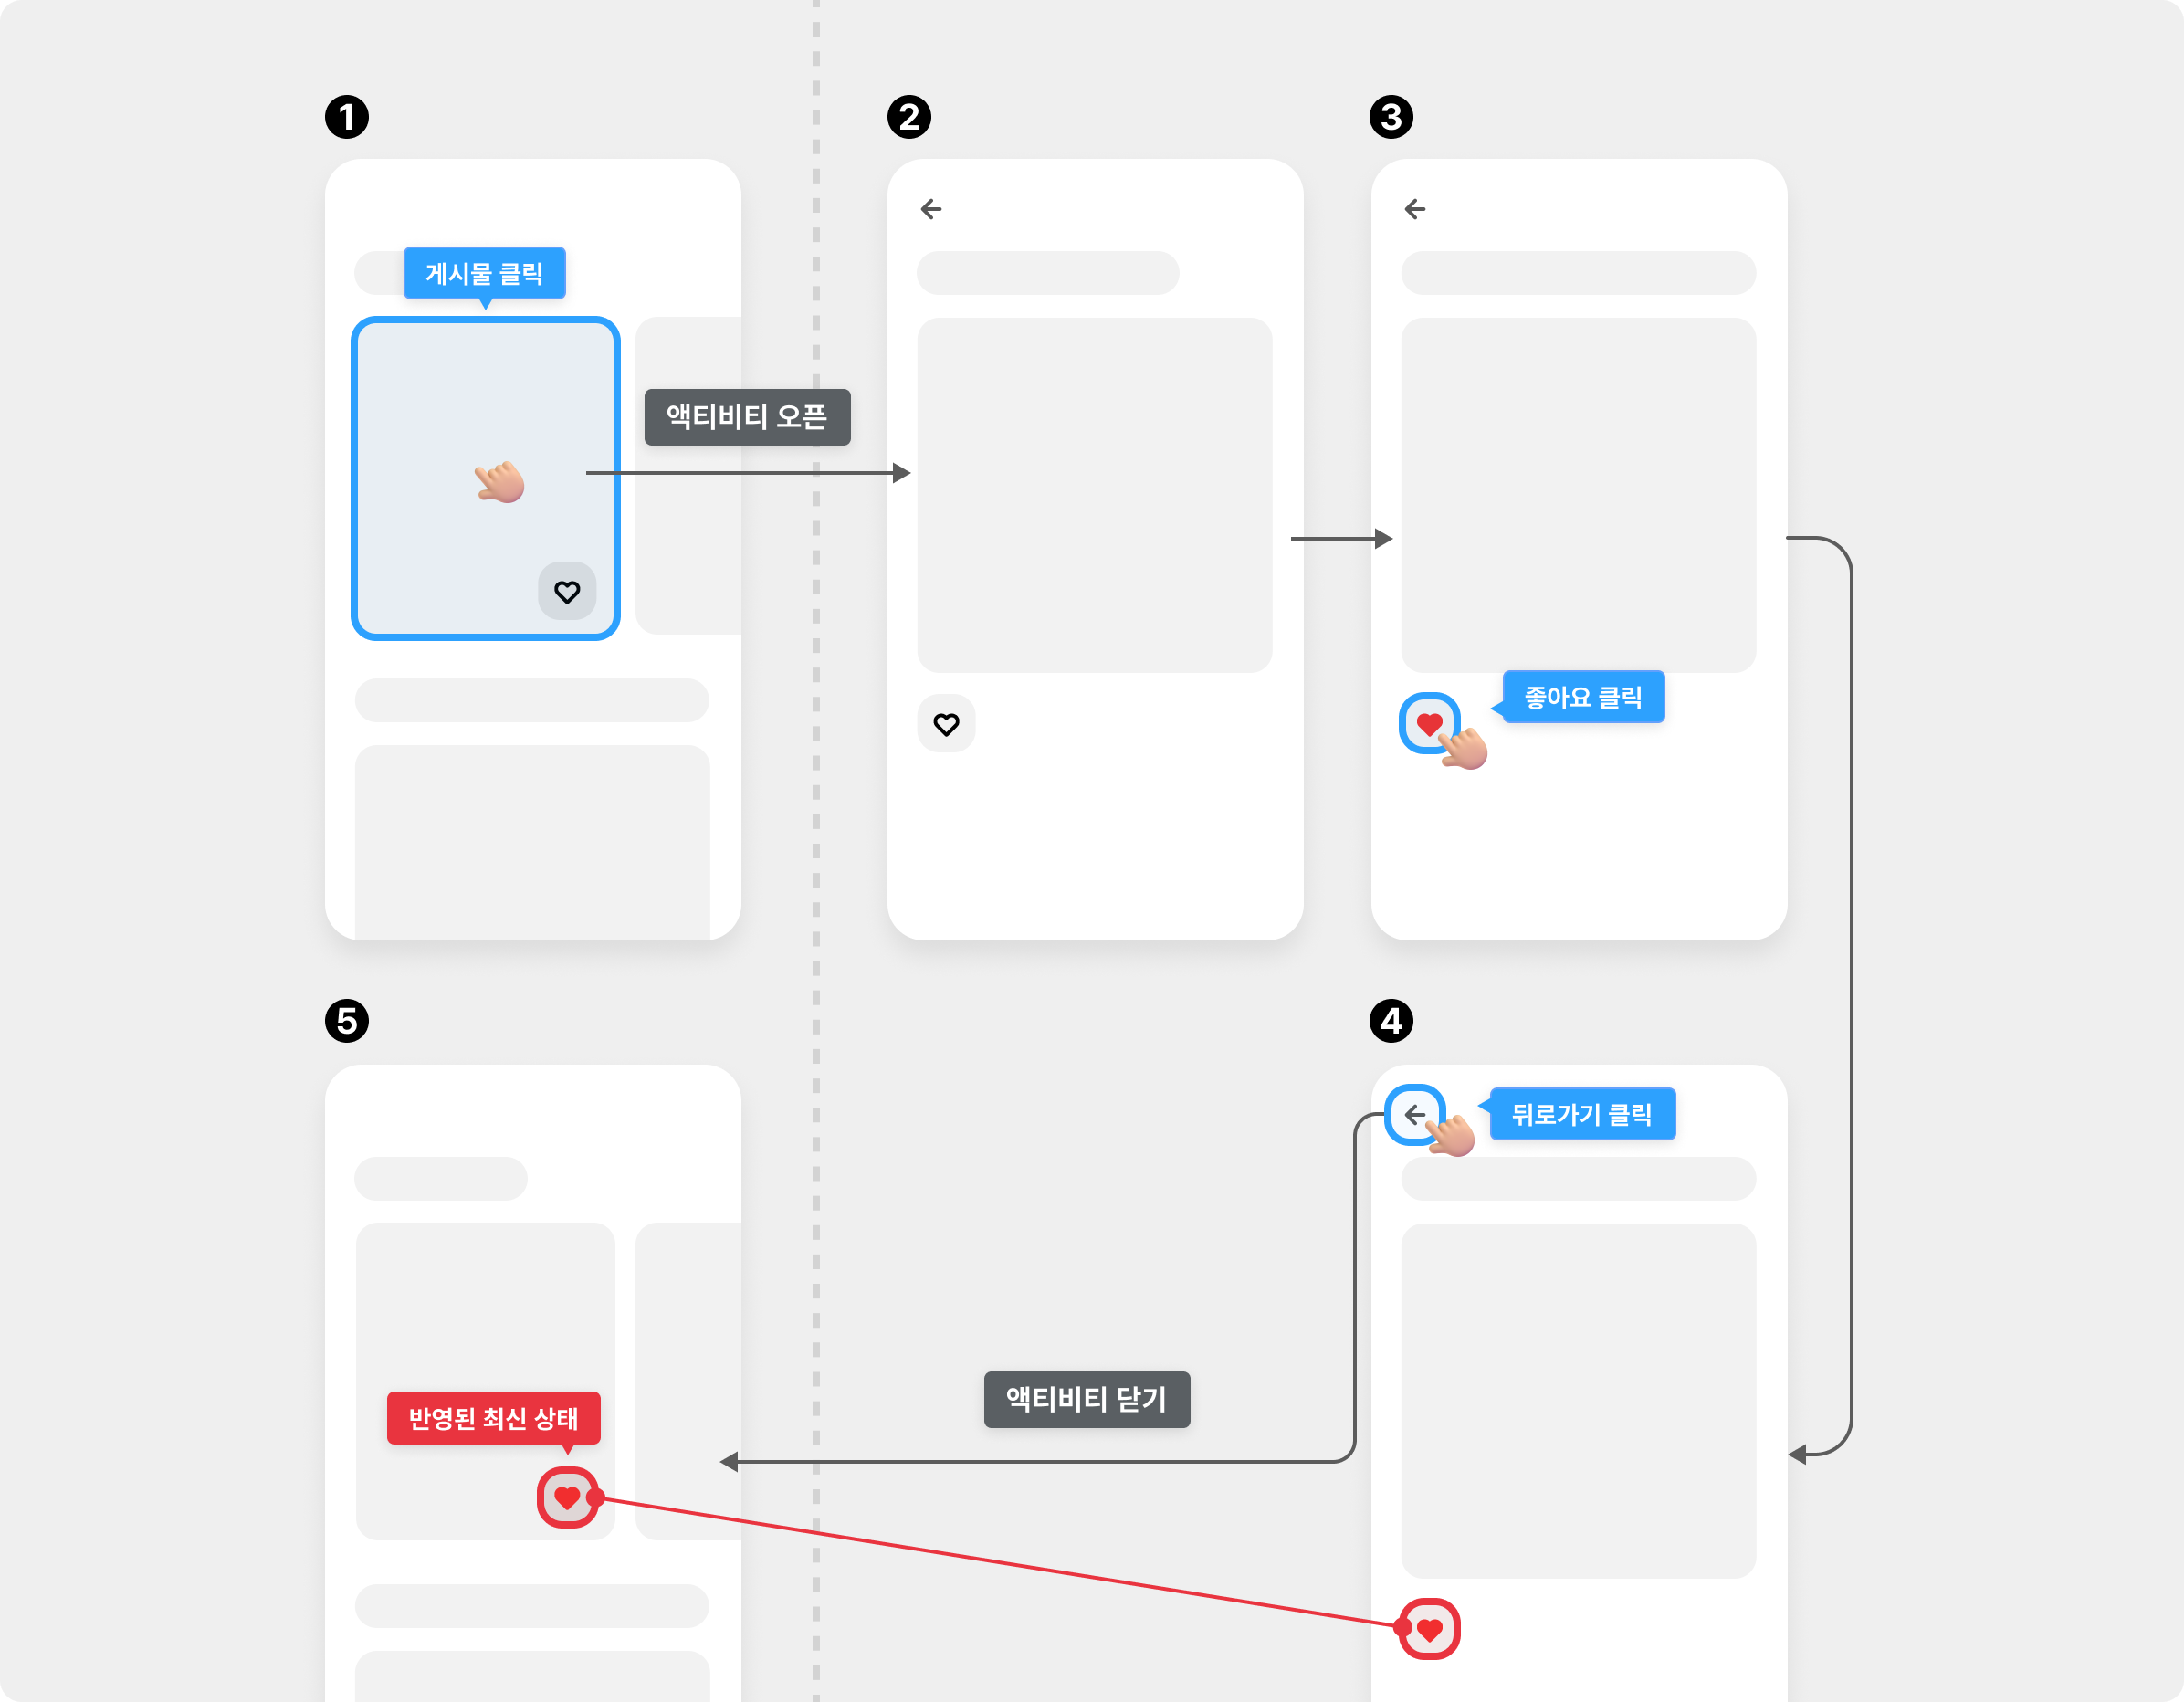 1
2
3
게시물 클릭
액티비티 오픈
좋아요 클릭
5
4
뒤로가기 클릭
액티비티 닫기
반영된 최신 상태